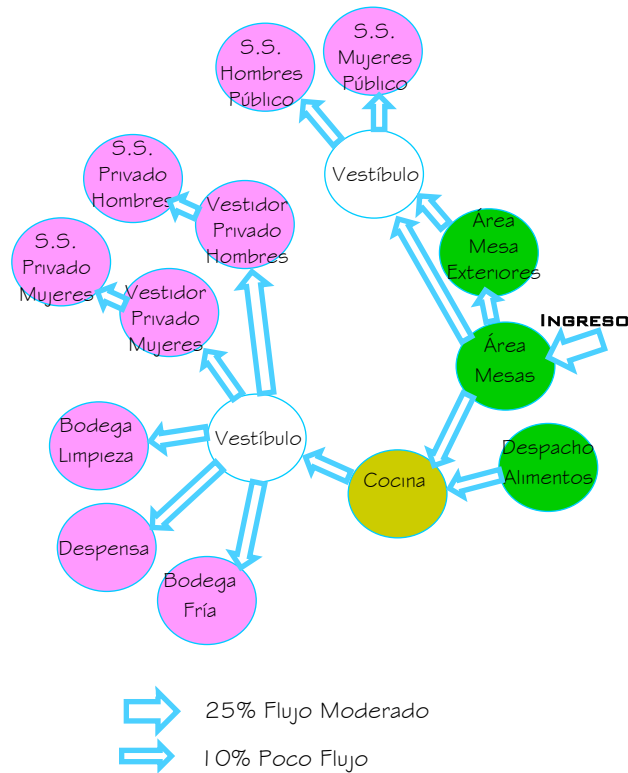 S.S.
Hombres
Público
S.S.
Mujeres
Público
Vestíbulo
S.S.
Privado
Hombres
Vestidor
Privado
Hombres
S.S.
Privado
Mujeres
Vestidor
Privado
Mujeres
Área
Mesa
Exteriores
INGRESO
Área
Mesas
Bodega
Limpieza
Vestíbulo
Despacho
Alimentos
Cocina
Despensa
Bodega
Fría
25% Flujo Moderado
10% Poco Flujo